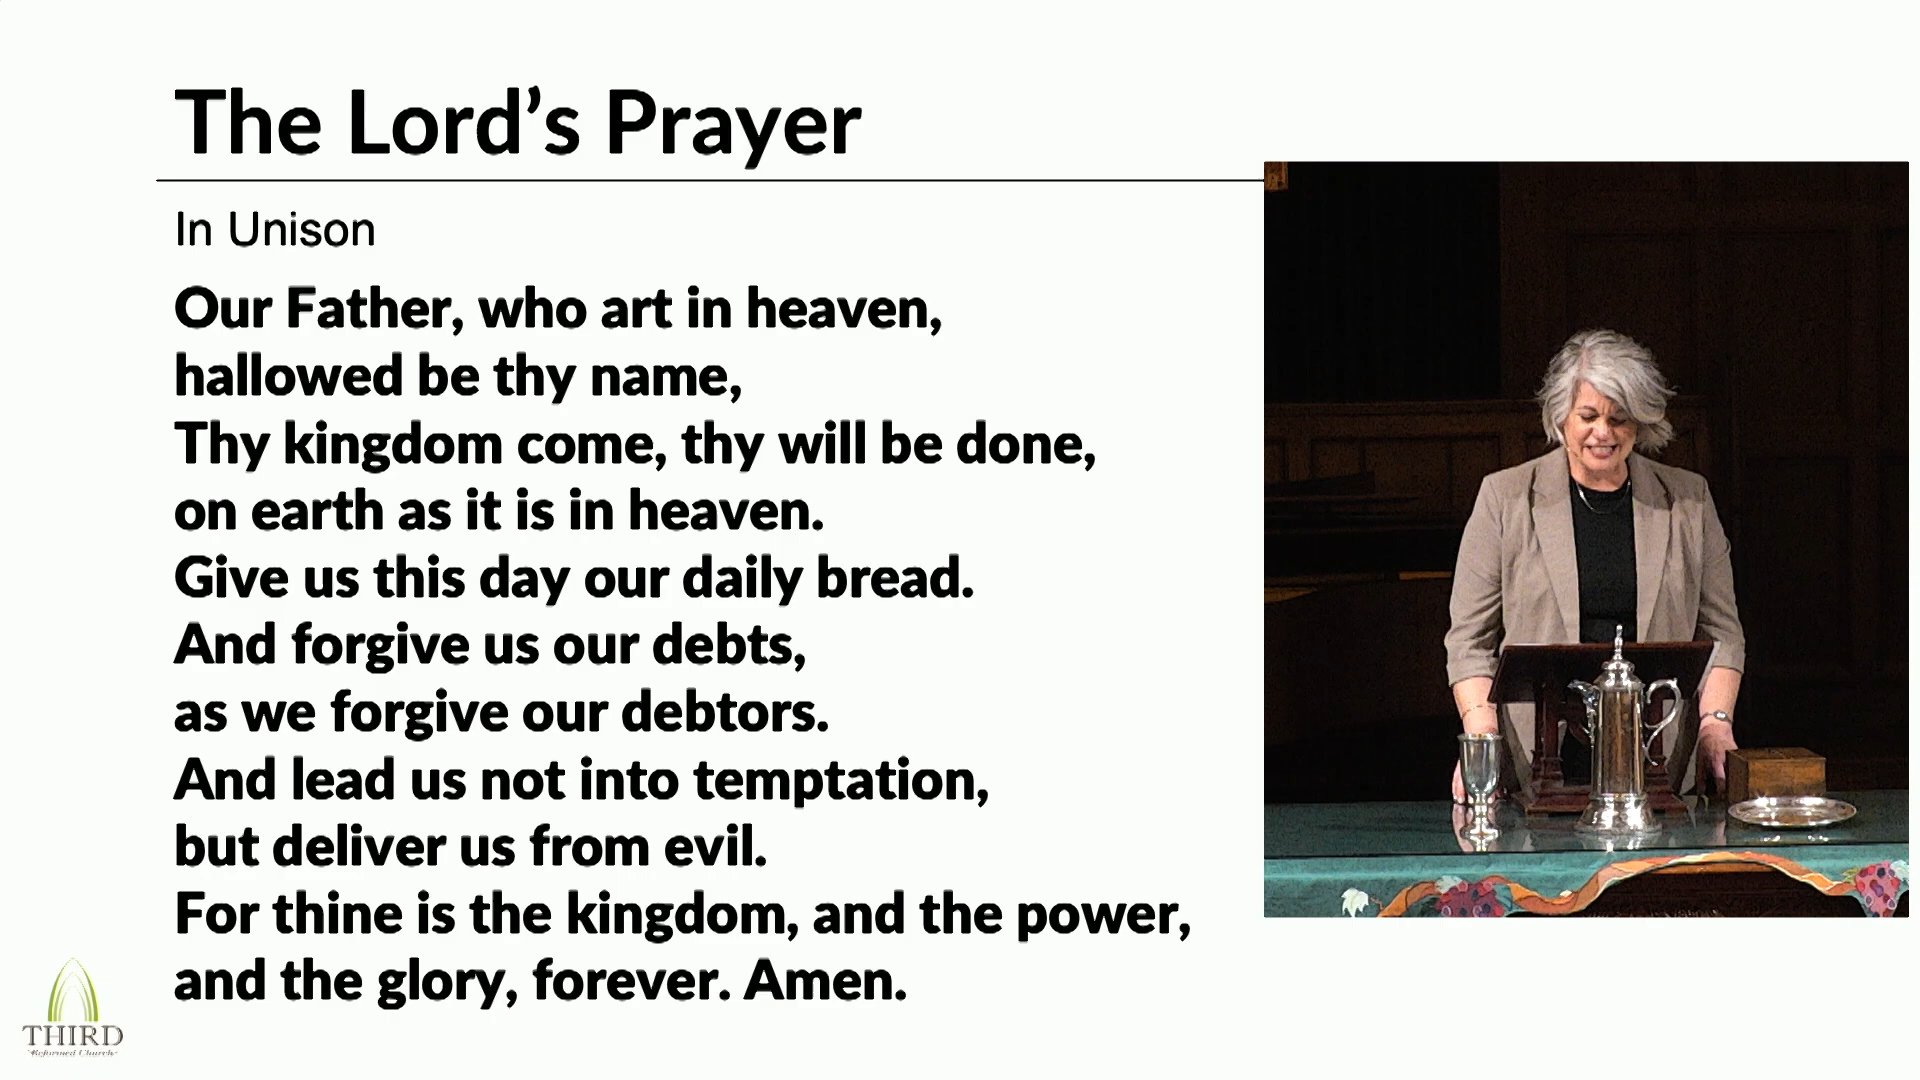 The Lord’s Prayer
In Unison
Our Father, who art in heaven,
hallowed be thy name,
Thy kingdom come, thy will be done,
on earth as it is in heaven.
Give us this day our daily bread.
And forgive us our debts,
as we forgive our debtors.
And lead us not into temptation,
but deliver us from evil.
For thine is the kingdom, and the power,
and the glory, forever. Amen.
THIRD
Reformed Church